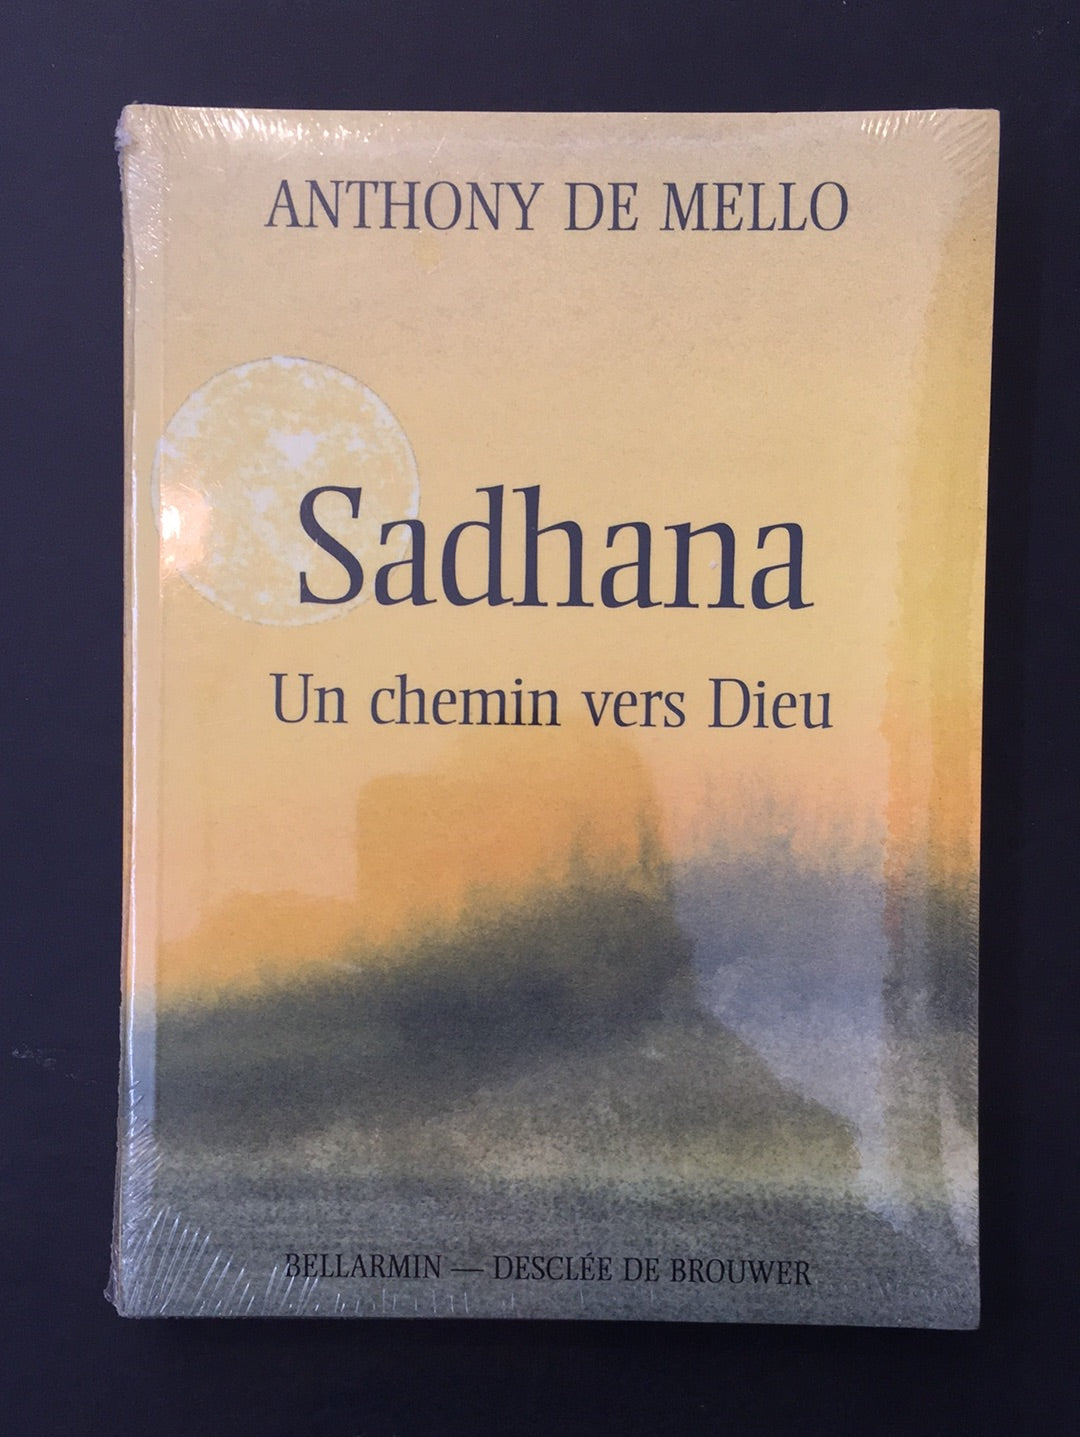 ANTHONY DE MELLO
Sadhana
Un chemin vers Dieu
BELLARMIN — DESCLÉE DE BROUWER